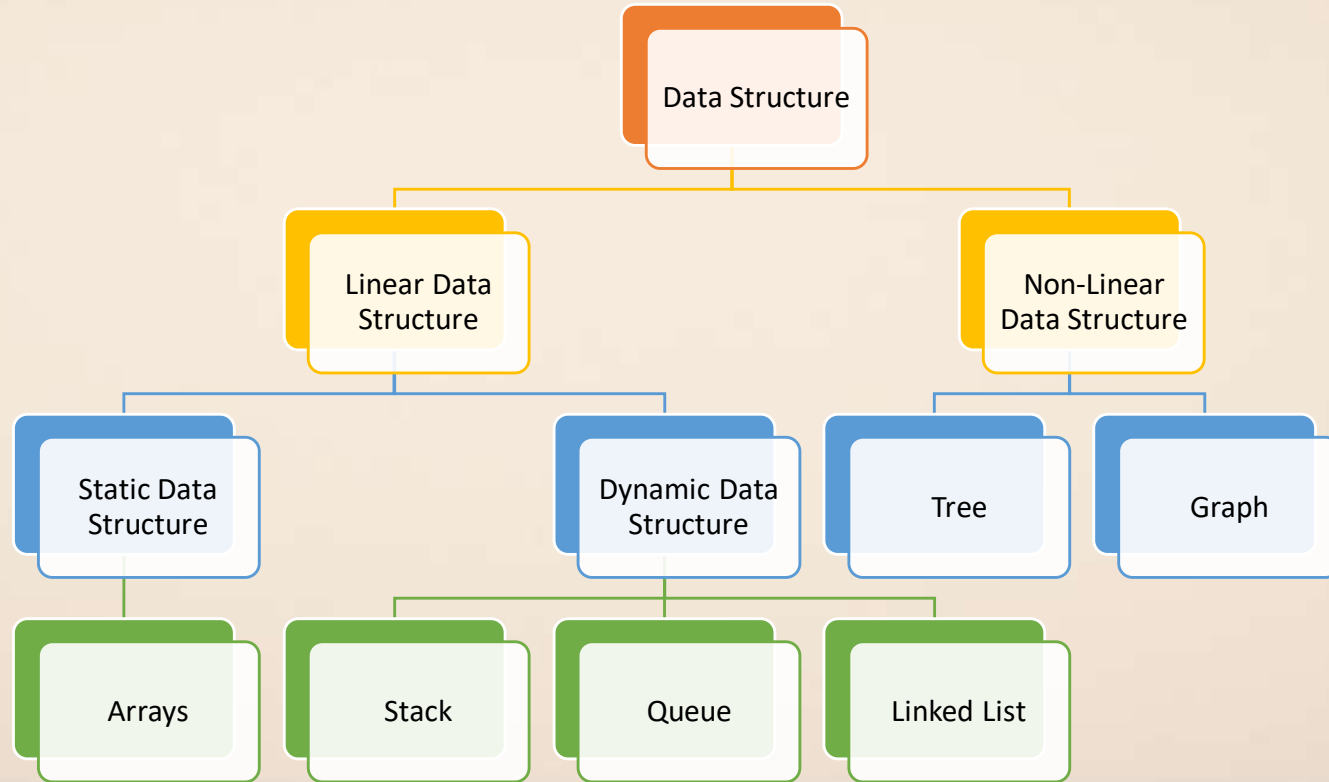 Data Structure
Linear Data
Structure
Non-Linear
Data Structure
Static Data
Structure
Dynamic Data
Structure
Tree
Graph
Arrays
Stack
Queue
Linked List